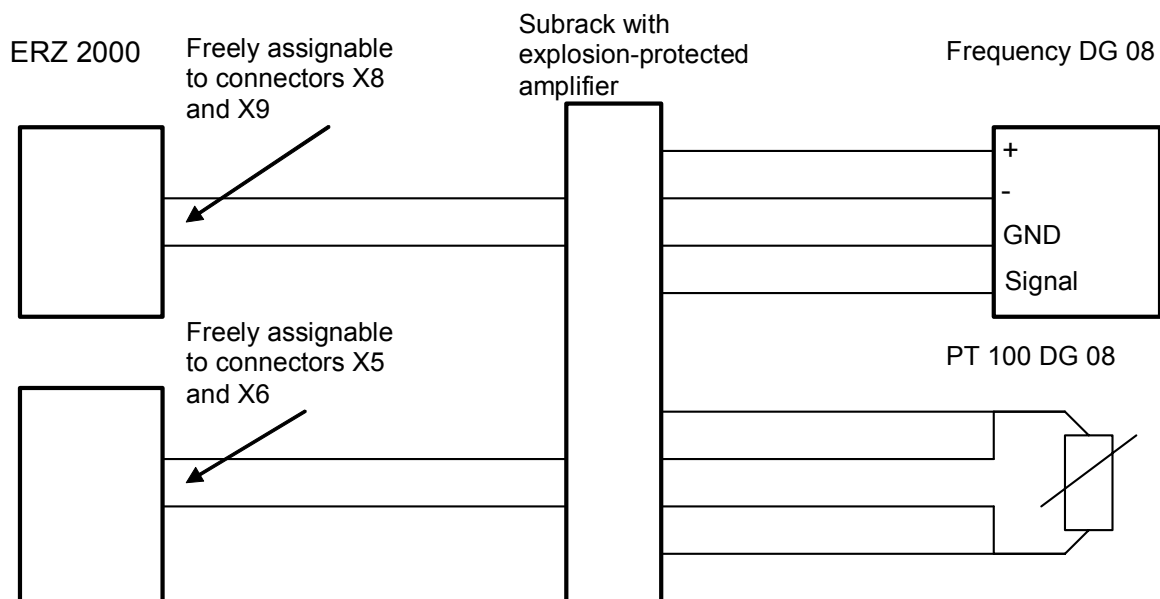 ERZ 2000
Freely assignable
to connectors X8
and X9
Subrack with
explosion-protected
amplifier
Frequency DG 08
+
-
GND
Signal
Freely assignable
to connectors X5
and X6
PT 100 DG 08